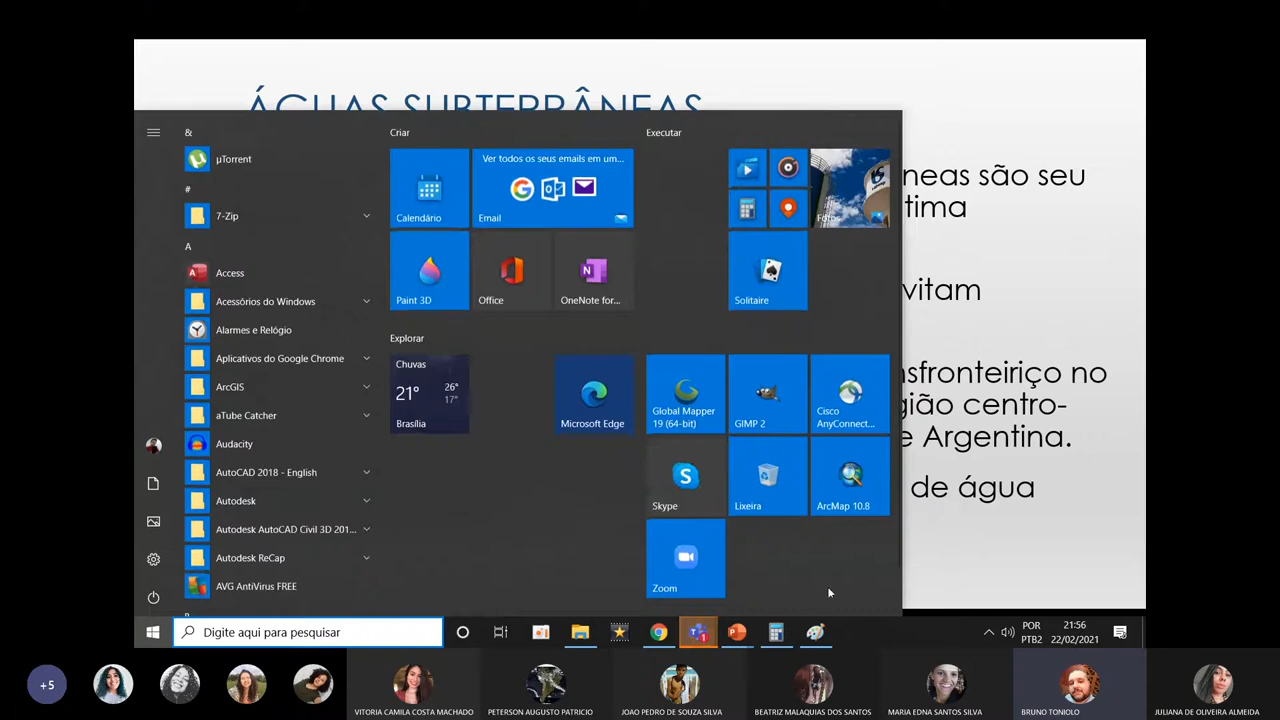 ÁGUAS SUBTERRÂNEAS
neas são seu
tima
vitam
nsfronteiriço no
gião centro-
e Argentina.
de água
&
µTorrent
#
7-Zip
A
Access
Acessórios do Windows
Alarmes e Relógio
Aplicativos do Google Chrome
ArcGIS
aTube Catcher
Audacity
AutoCAD 2018 - English
Autodesk
Autodesk AutoCAD Civil 3D 201...
Autodesk ReCap
AVG AntiVirus FREE
Criar
Calendário
Ver todos os seus emails em um...
Email
Paint 3D
Office
OneNote for...
Explorar
Chuvas
21° 26°
17°
Brasília
Microsoft Edge
Executar
Fotos
Solitaire
Global Mapper
19 (64-bit)
GIMP 2
Cisco
AnyConnect...
Skype
Lixeira
ArcMap 10.8
Zoom
Digite aqui para pesquisar
POR
PTB2
21:56
22/02/2021
+5
VITORIA CAMILA COSTA MACHADO
PETERSON AUGUSTO PATRICIO
JOAO PEDRO DE SOUZA SILVA
BEATRIZ MALAQUIAS DOS SANTOS
MARIA EDNA SANTOS SILVA
BRUNO TONIOLO
JULIANA DE OLIVEIRA ALMEIDA